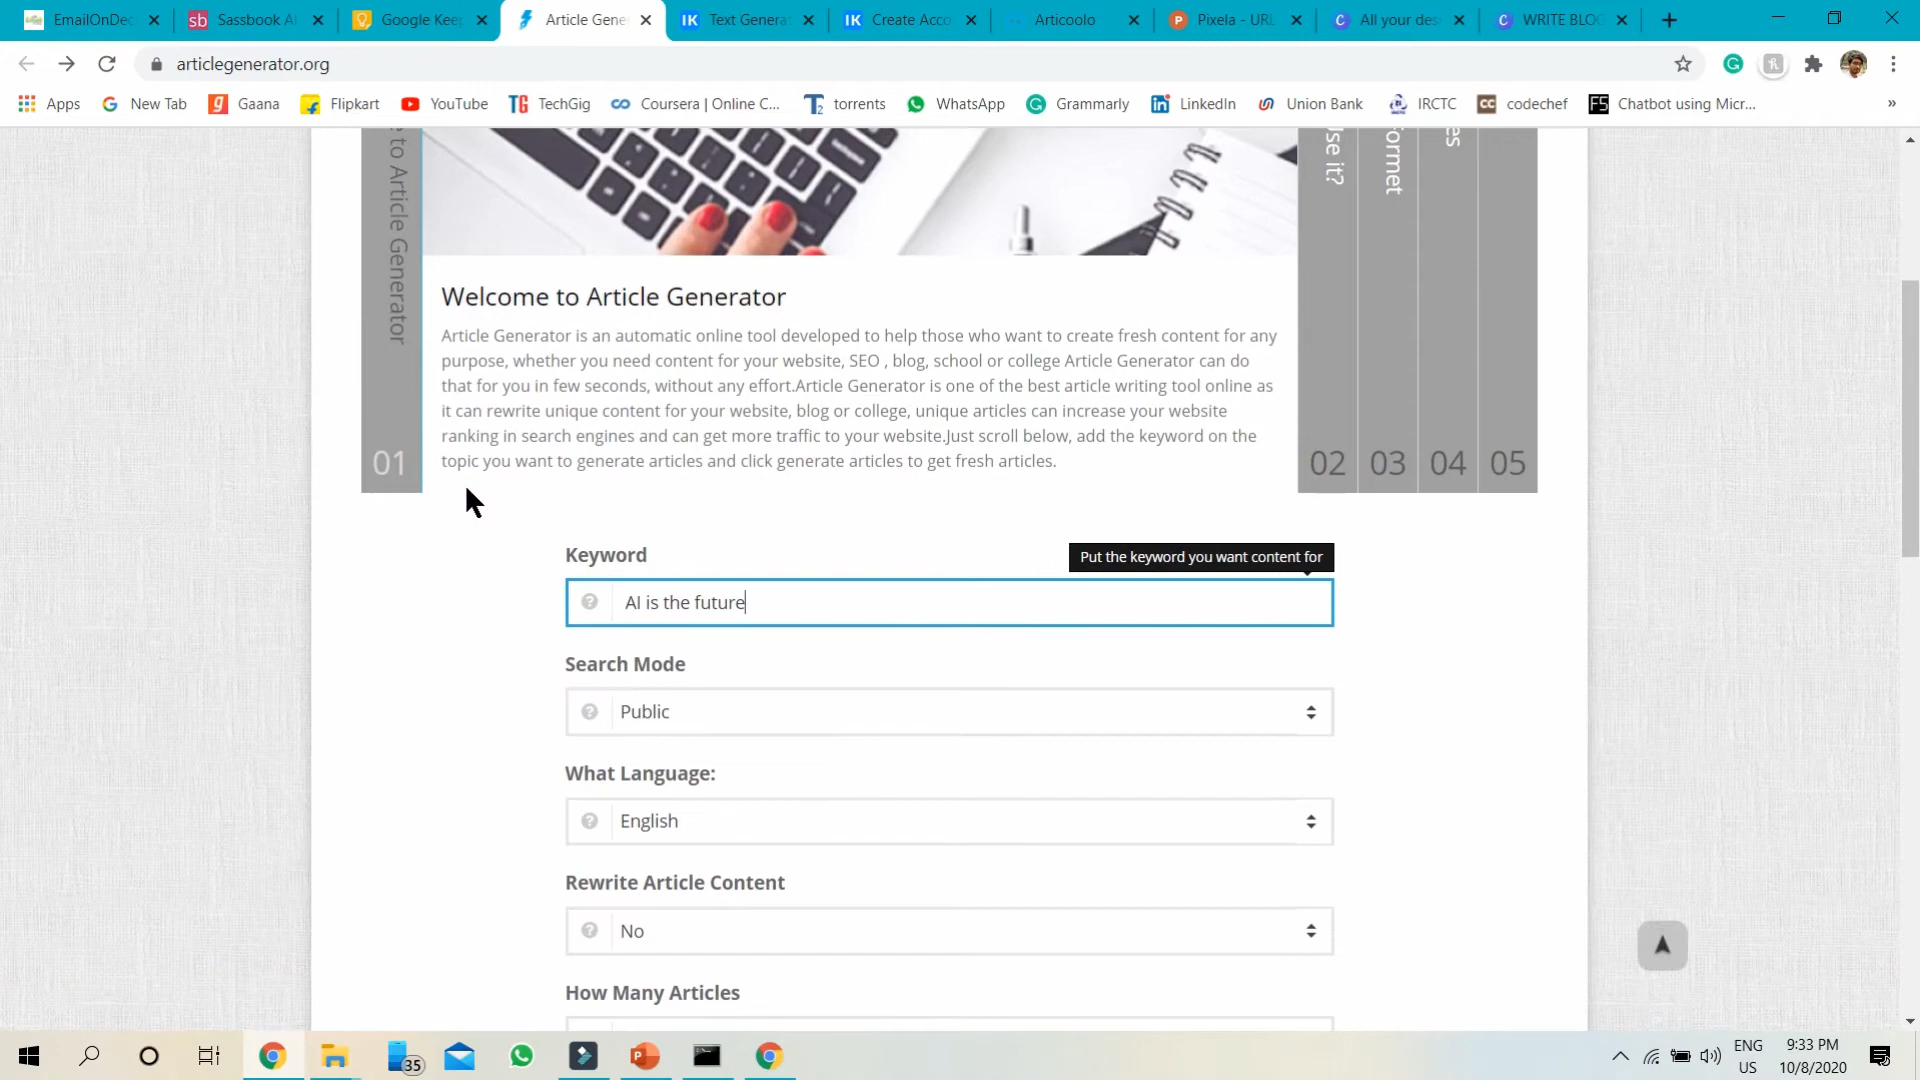 EmailOnDec
sb Sassbook AI
Google Keep
Article Gene
IK Text Generat
IK Create Acco
Articoolo
P Pixela - URL
C All your des
C WRITE BLOG
articlegenerator.org
Apps
New Tab
Gaana
Flipkart
YouTube
TechGig
Coursera | Online C...
torrents
WhatsApp
Grammarly
LinkedIn
Union Bank
IRCTC
codechef
Chatbot using Micr...
»
to Article Generator
01
Use it?
Formet
es
02
03
04
05
Welcome to Article Generator
Article Generator is an automatic online tool developed to help those who want to create fresh content for any
purpose, whether you need content for your website, SEO , blog, school or college Article Generator can do
that for you in few seconds, without any effort.Article Generator is one of the best article writing tool online as
it can rewrite unique content for your website, blog or college, unique articles can increase your website
ranking in search engines and can get more traffic to your website.Just scroll below, add the keyword on the
topic you want to generate articles and click generate articles to get fresh articles.
Keyword
Put the keyword you want content for
AI is the future
Search Mode
Public
What Language:
English
Rewrite Article Content
No
How Many Articles
35
ENG
US
9:33 PM
10/8/2020